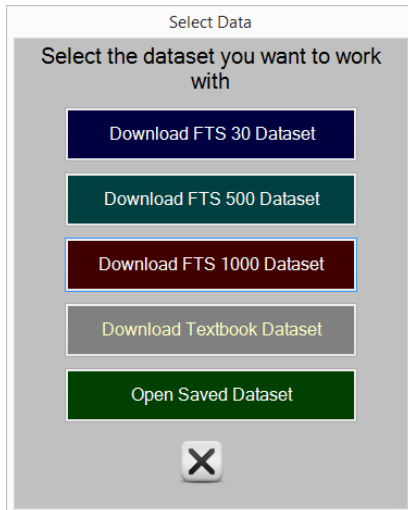 Select Data
Select the dataset you want to work
with
Download FTS 30 Dataset
Download FTS 500 Dataset
Download FTS 1000 Dataset
Download Textbook Dataset
Open Saved Dataset